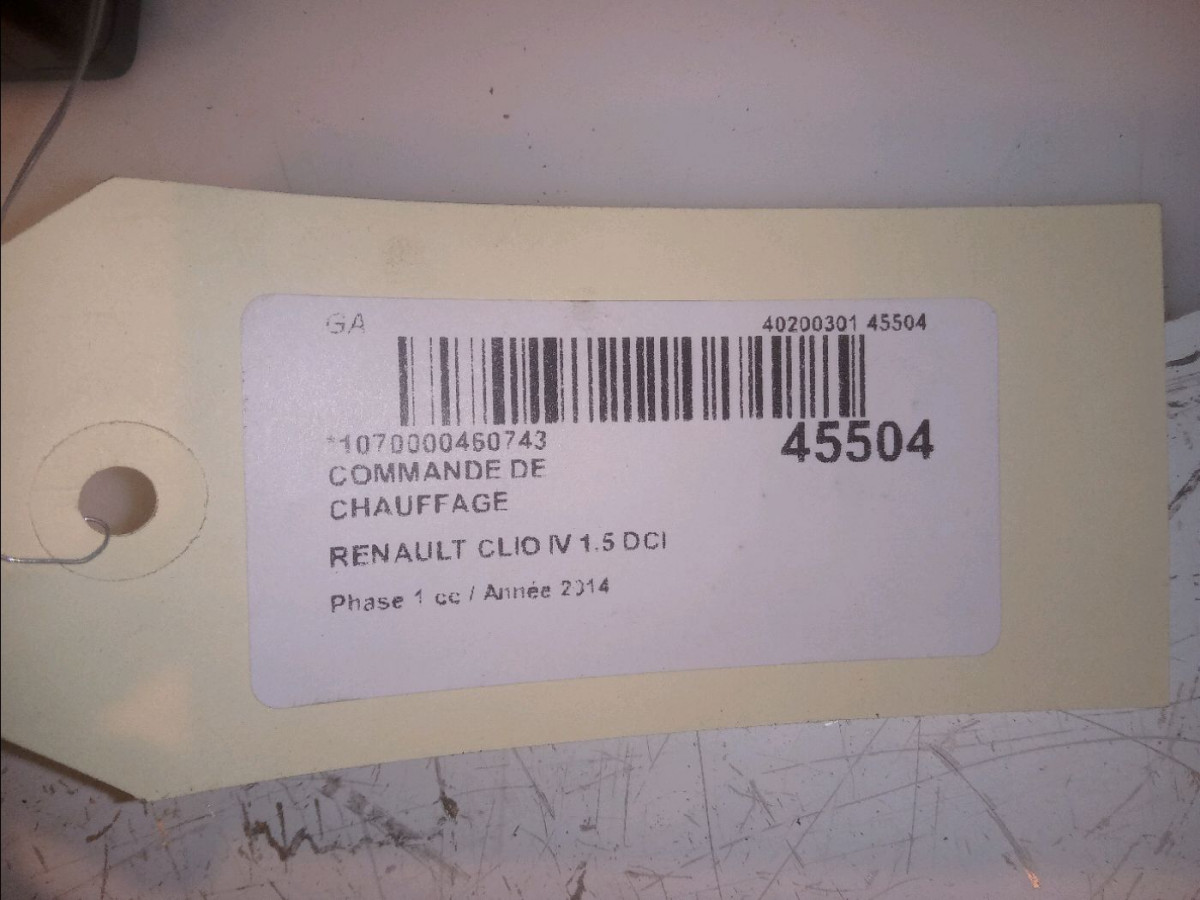 GA
40200301 45504
*1070000460743
45504
COMMANDE DE
CHAUFFAGE
RENAULT CLIO IV 1.5 DCI
Phase 1 cc / Année 2014